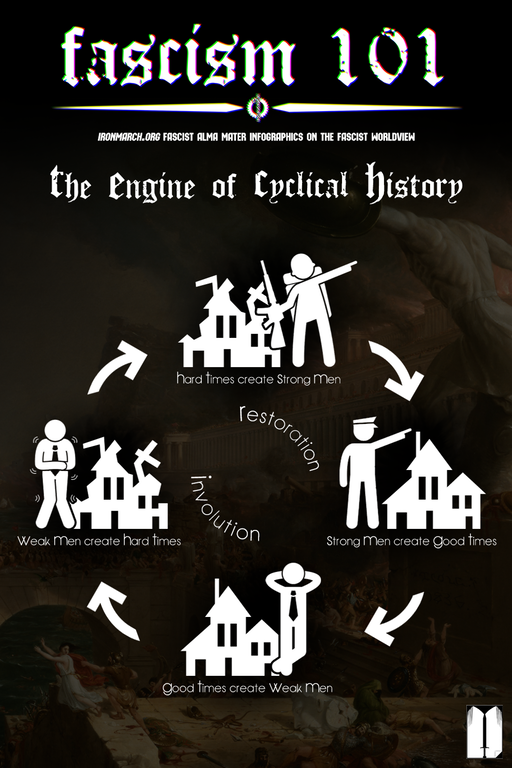 fascism 101
IRONMARCH.ORG FASCIST ALMA MATER INFOGRAPHICS ON THE FASCIST WORLDVIEW
the Engine of Cyclical History
hard times create Strong Men
restoration
Strong Men create good times
involution
Weak Men create hard times
good times create Weak Men